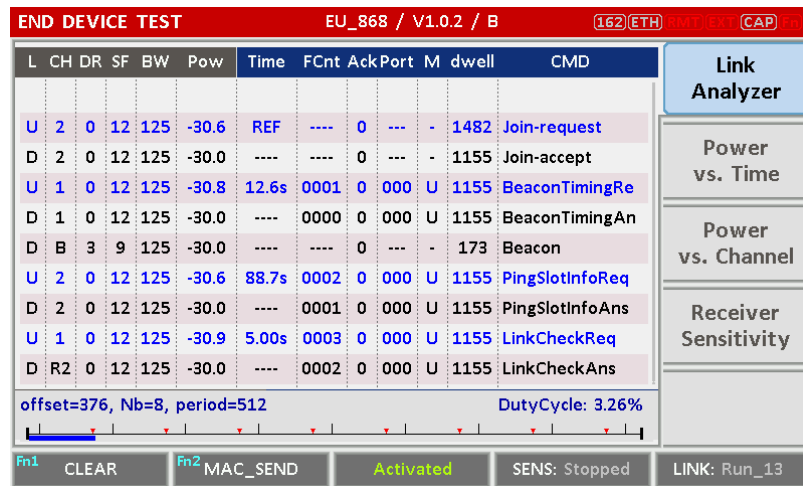 END DEVICE TEST EU_868 / V1.0.2 / B 162 ETH RMT EXT CAP Fn
L CH DR SF BW Pow Time FCnt Ack Port M dwell CMD
U 2 0 12 125 -30.6 REF ---- 0 --- - 1482 Join-request
D 2 0 12 125 -30.0 ---- ---- 0 --- - 1155 Join-accept
U 1 0 12 125 -30.8 12.6s 0001 0 000 U 1155 BeaconTimingRe
D 1 0 12 125 -30.0 ---- 0000 0 000 U 1155 BeaconTimingAn
D B 3 9 125 -30.0 ---- ---- 0 --- - 173 Beacon
U 2 0 12 125 -30.6 88.7s 0002 0 000 U 1155 PingSlotInfoReq
D 2 0 12 125 -30.0 ---- 0001 0 000 U 1155 PingSlotInfoAns
U 1 0 12 125 -30.9 5.00s 0003 0 000 U 1155 LinkCheckReq
D R2 0 12 125 -30.0 ---- 0002 0 000 U 1155 LinkCheckAns
offset=376, Nb=8, period=512 DutyCycle: 3.26%
Link
Analyzer
Power
vs. Time
Power
vs. Channel
Receiver
Sensitivity
Fn1 CLEAR Fn2 MAC_SEND Activated SENS: Stopped LINK: Run_13